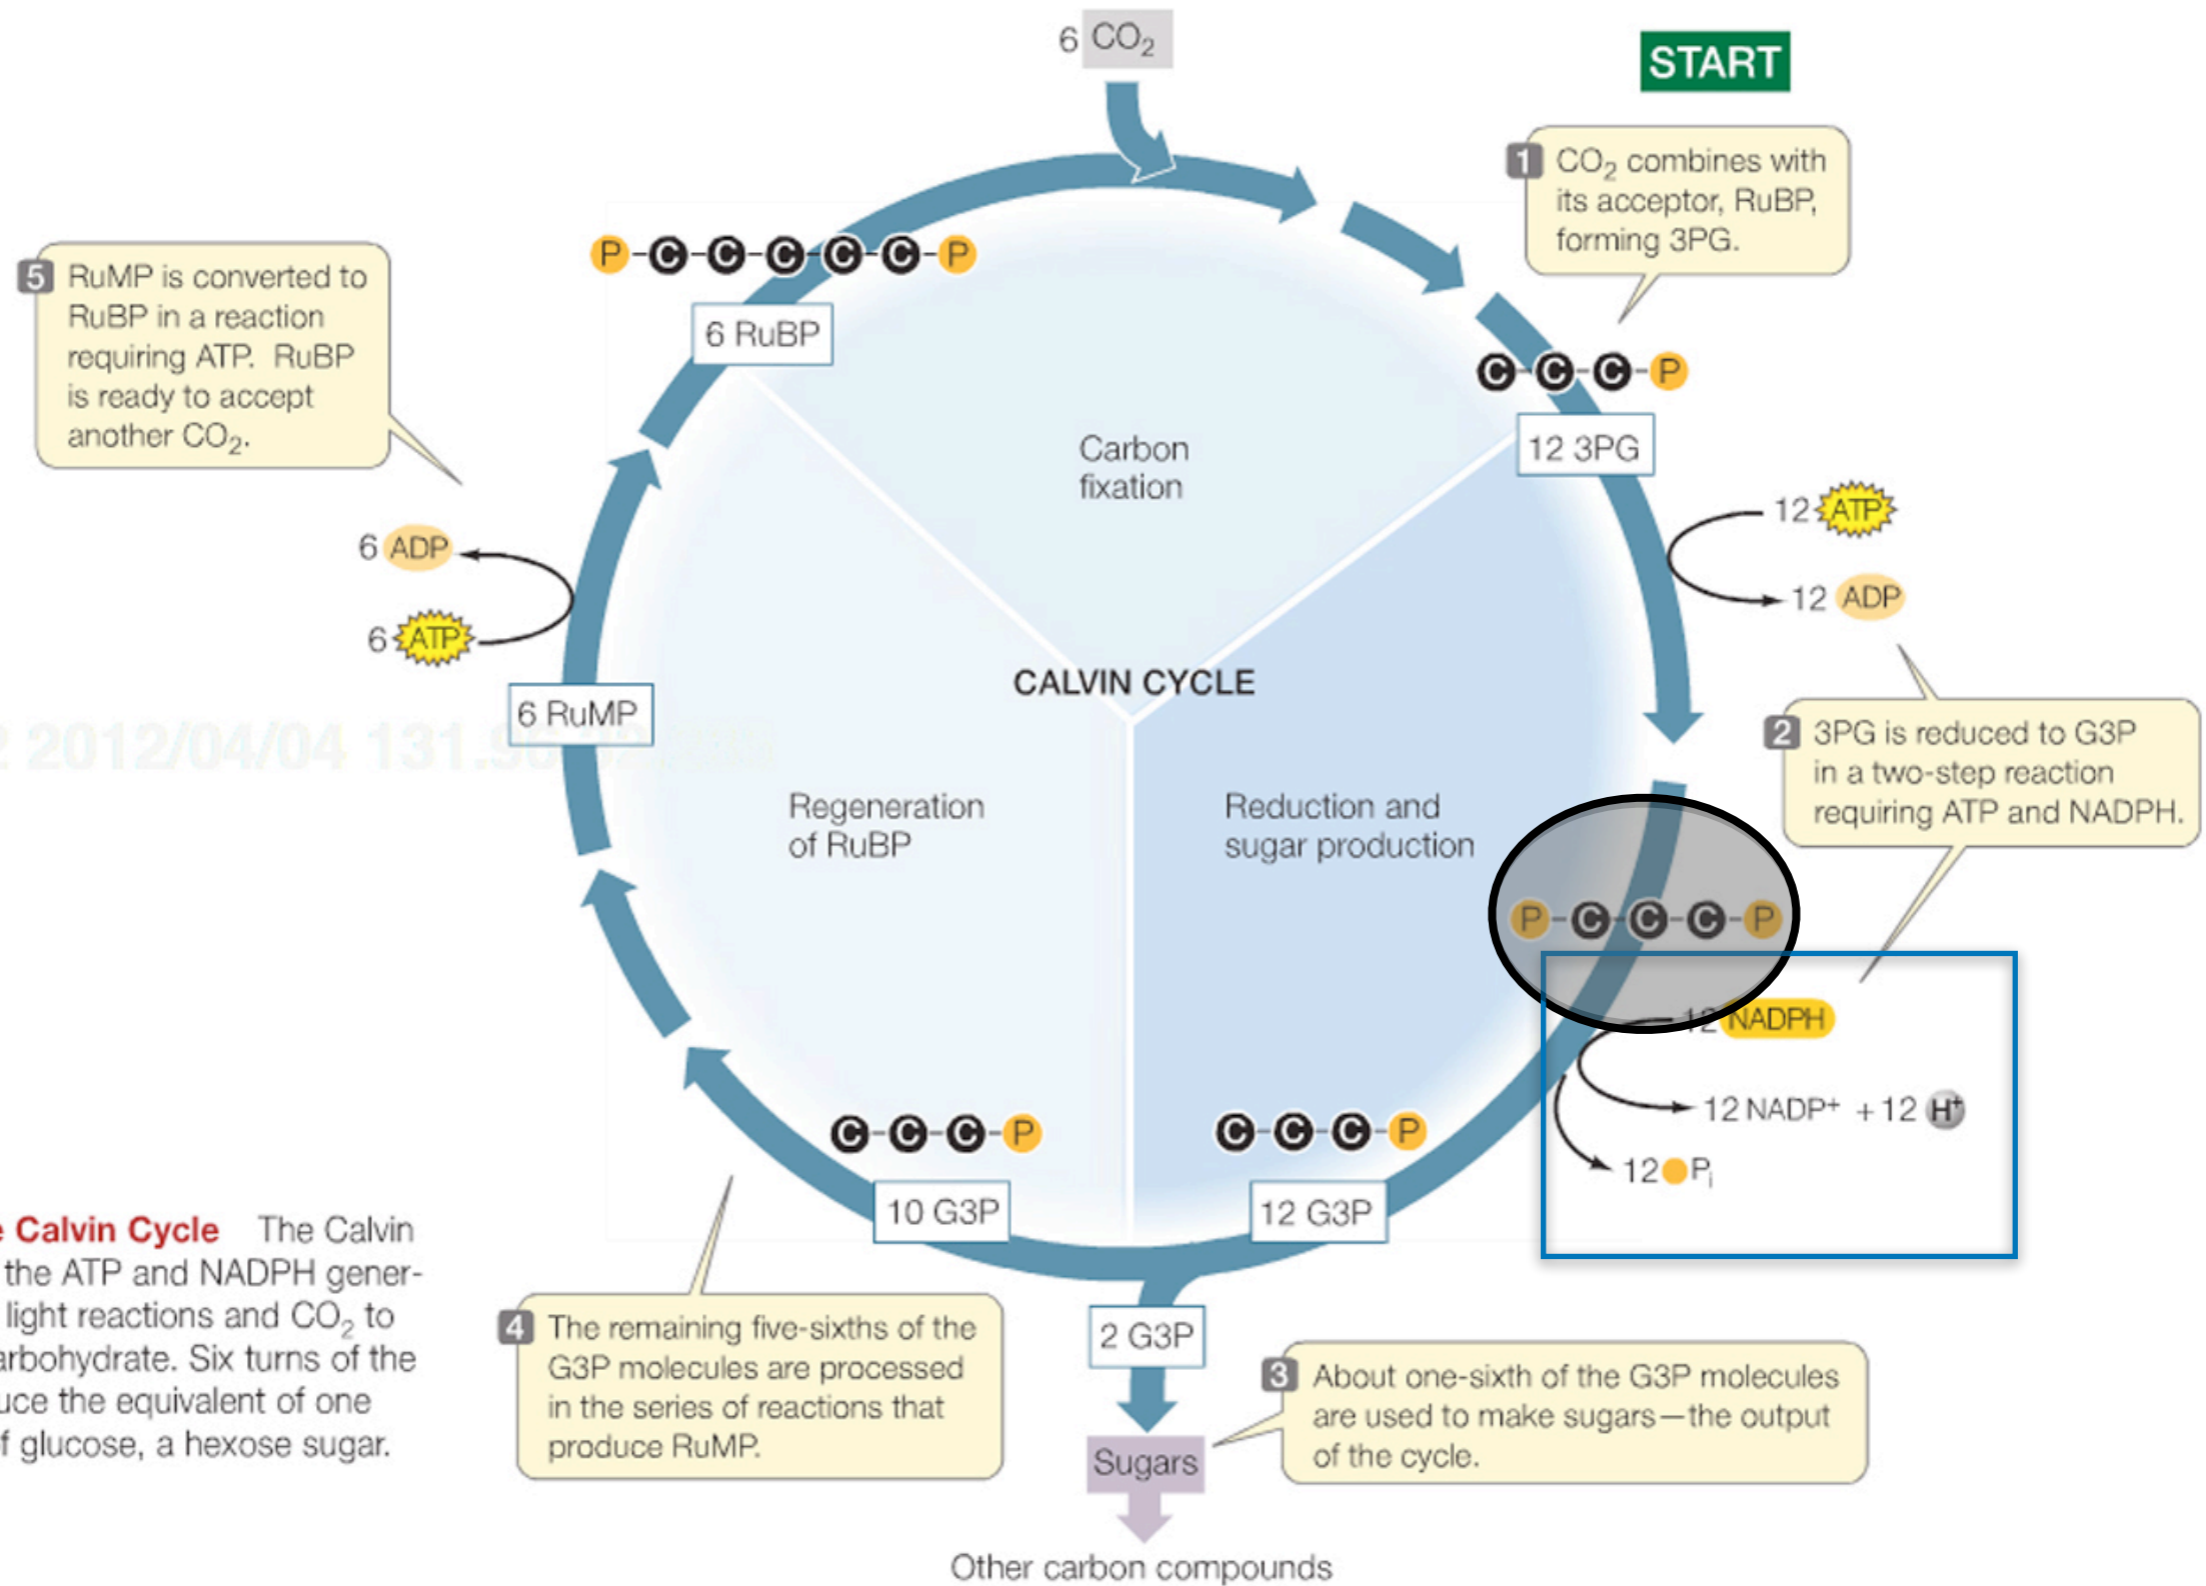 6 CO₂
START
1 CO₂ combines with
its acceptor, RuBP,
forming 3PG.
P-C-C-C-C-C-P
6 RuBP
5 RuMP is converted to
RuBP in a reaction
requiring ATP. RuBP
is ready to accept
another CO₂.
C-C-C-P
12 3PG
Carbon
fixation
12 ATP
12 ADP
6 ADP
6 ATP
CALVIN CYCLE
6 RuMP
2 2012/04/04 131.96
2 3PG is reduced to G3P
in a two-step reaction
requiring ATP and NADPH.
Regeneration
of RuBP
Reduction and
sugar production
P-C-C-C-P
12 NADPH
12 NADP⁺ + 12 H⁺
12 Pᵢ
C-C-C-P
10 G3P
C-C-C-P
12 G3P
e Calvin Cycle The Calvin
the ATP and NADPH gener-
light reactions and CO₂ to
arbohydrate. Six turns of the
uce the equivalent of one
f glucose, a hexose sugar.
4 The remaining five-sixths of the
G3P molecules are processed
in the series of reactions that
produce RuMP.
2 G3P
3 About one-sixth of the G3P molecules
are used to make sugars—the output
of the cycle.
Sugars
Other carbon compounds